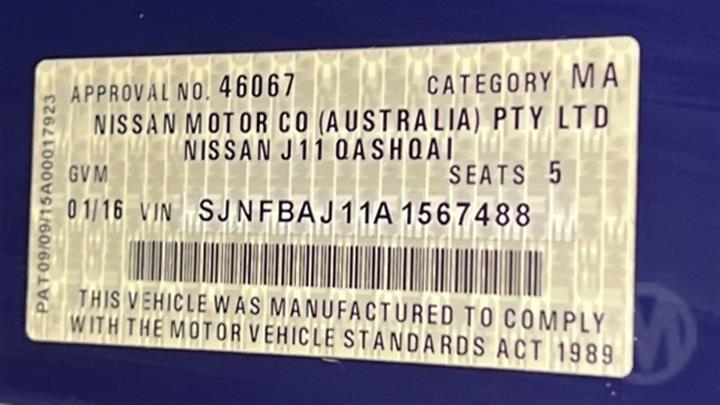 APPROVAL NO. 46067 CATEGORY MA
NISSAN MOTOR CO (AUSTRALIA) PTY LTD
NISSAN J11 QASHQAI
GVM SEATS 5
01/16 VIN SJNFBAJ11A1567488
THIS VEHICLE WAS MANUFACTURED TO COMPLY
WITH THE MOTOR VEHICLE STANDARDS ACT 1989
PAT 09/09/15A00017923
W